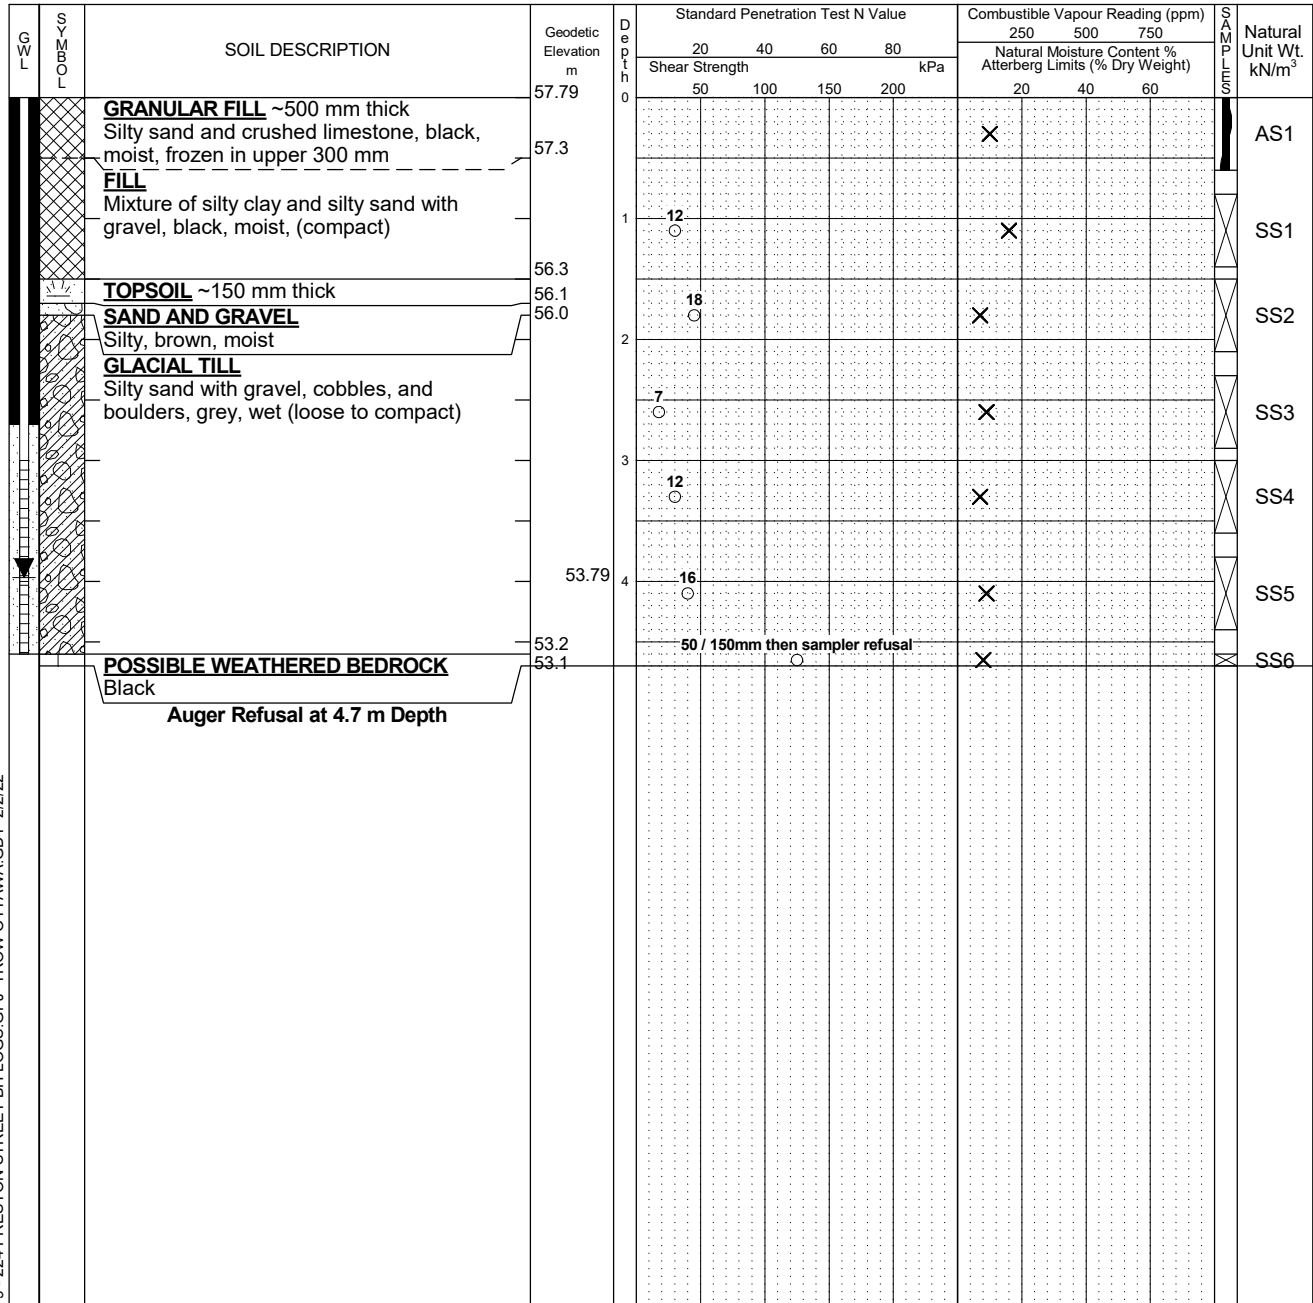 GWL
SYMBOL
SOIL DESCRIPTION
Geodetic
Elevation
m
Depth
Standard Penetration Test N Value
20 40 60 80
Shear Strength kPa
50 100 150 200
Combustible Vapour Reading (ppm)
250 500 750
Natural Moisture Content %
Atterberg Limits (% Dry Weight)
20 40 60
SAMPLES
Natural
Unit Wt.
kN/m³
57.79
0
GRANULAR FILL ~500 mm thick
Silty sand and crushed limestone, black,
moist, frozen in upper 300 mm
57.3
AS1
FILL
Mixture of silty clay and silty sand with
gravel, black, moist, (compact)
1
12
SS1
56.3
TOPSOIL ~150 mm thick
56.1
SAND AND GRAVEL
56.0
Silty, brown, moist
18
SS2
2
GLACIAL TILL
Silty sand with gravel, cobbles, and
boulders, grey, wet (loose to compact)
7
SS3
3
12
SS4
53.79
4
16
SS5
53.2
50 / 150mm then sampler refusal
POSSIBLE WEATHERED BEDROCK
53.1
SS6
Black
Auger Refusal at 4.7 m Depth